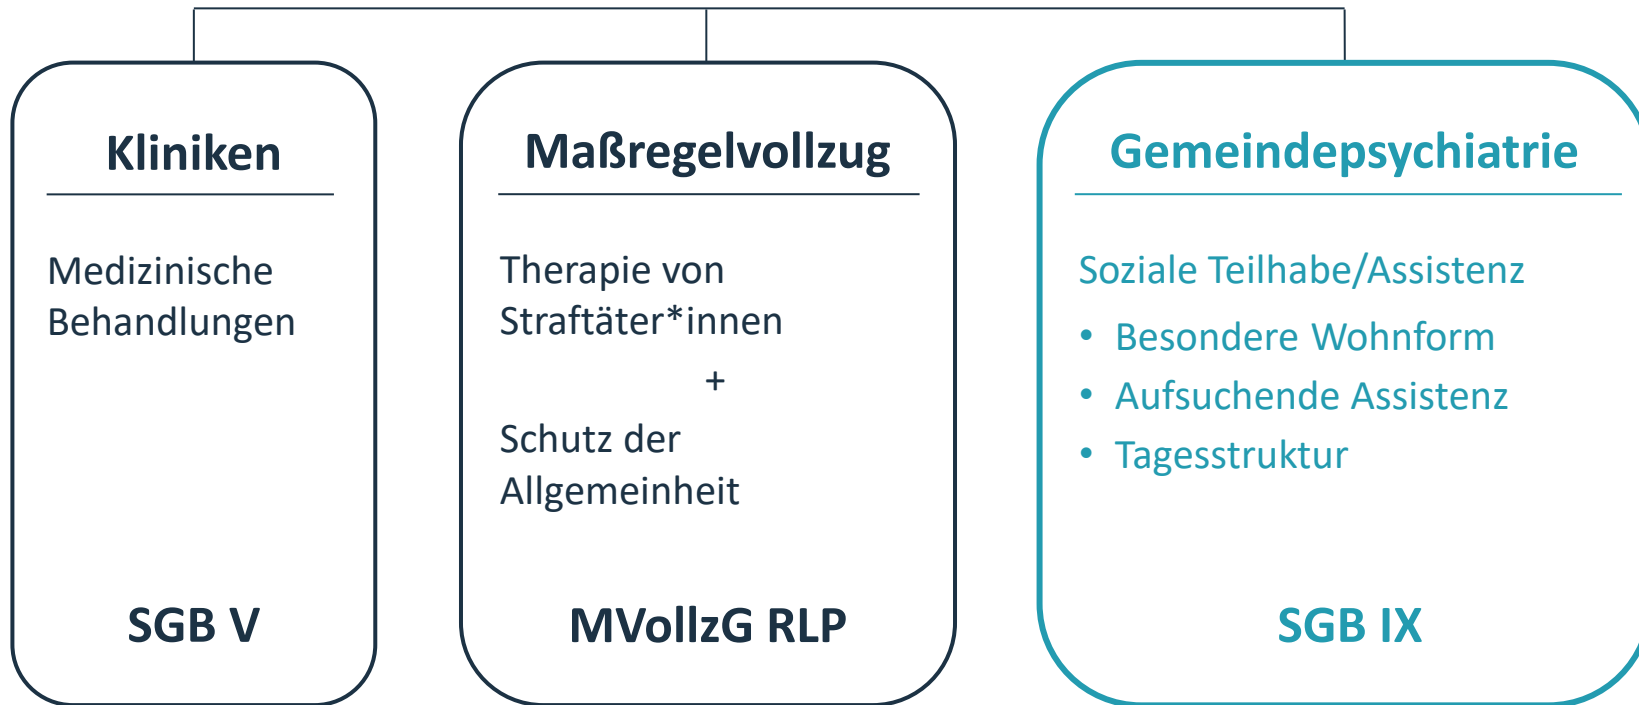 Kliniken
Medizinische
Behandlungen
SGB V
Maßregelvollzug
Therapie von
Straftäter*innen
+
Schutz der
Allgemeinheit
MVollzG RLP
Gemeindepsychiatrie
Soziale Teilhabe/Assistenz
• Besondere Wohnform
• Aufsuchende Assistenz
• Tagesstruktur
SGB IX